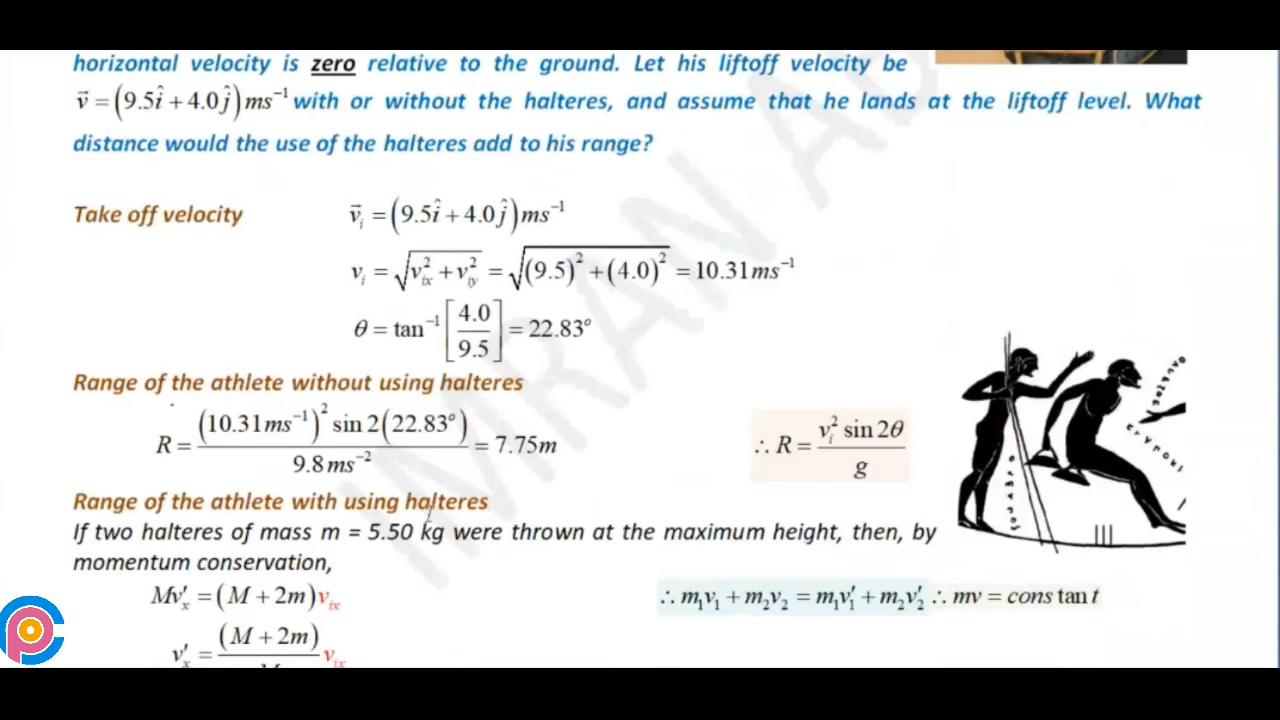 horizontal velocity is zero relative to the ground. Let his liftoff velocity be
v⃗ = (9.5î + 4.0ĵ) ms⁻¹ with or without the halteres, and assume that he lands at the liftoff level. What
distance would the use of the halteres add to his range?
Take off velocity v⃗ᵢ = (9.5î + 4.0ĵ) ms⁻¹
vᵢ = √(v²ᵢₓ + v²ᵢᵧ) = √((9.5)² + (4.0)²) = 10.31 ms⁻¹
θ = tan⁻¹ [4.0/9.5] = 22.83°
Range of the athlete without using halteres
R = (10.31 ms⁻¹)² sin 2(22.83°) / 9.8 ms⁻² = 7.75 m ∴ R = vᵢ² sin 2θ / g
Range of the athlete with using halteres
If two halteres of mass m = 5.50 kg were thrown at the maximum height, then, by
momentum conservation,
Mv′ₓ = (M + 2m)vᵢₓ ∴ m₁v₁ + m₂v₂ = m₁v′₁ + m₂v′₂ ∴ mv = cons tan t
v′ₓ = (M + 2m) / M vᵢₓ
IMRAN A